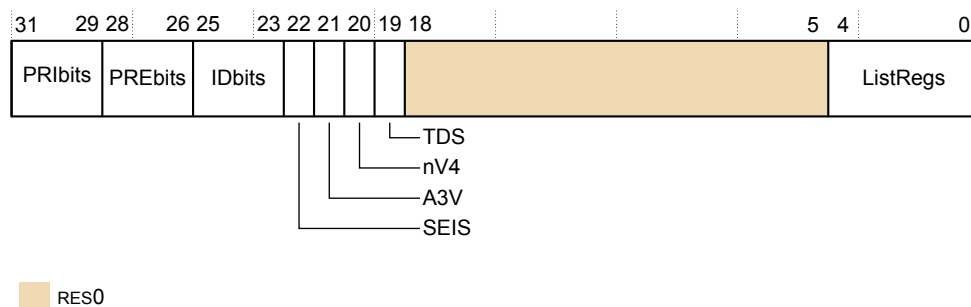 31 29 28 26 25 23 22 21 20 19 18 5 4 0
PRIbits PREbits IDbits ListRegs
TDS
nV4
A3V
SEIS
RES0